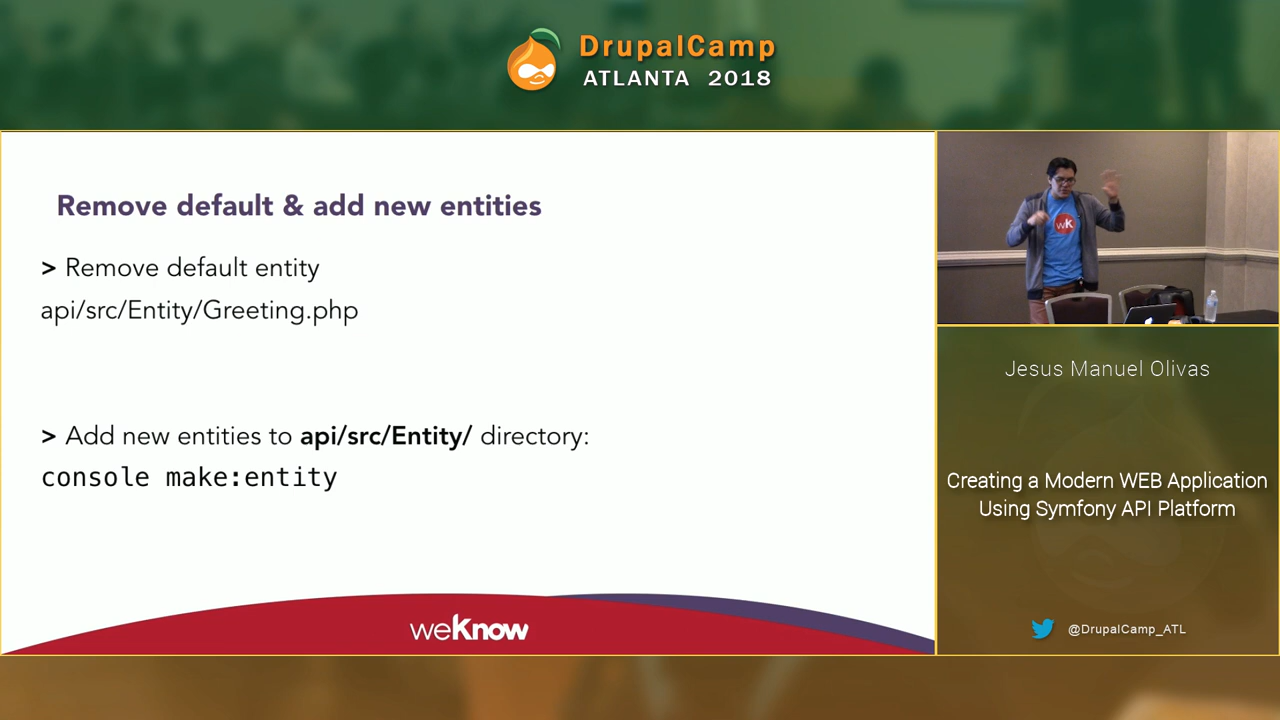 DrupalCamp
ATLANTA 2018
Remove default & add new entities
> Remove default entity
api/src/Entity/Greeting.php
> Add new entities to api/src/Entity/ directory:
console make:entity
weKnow
wK
Jesus Manuel Olivas
Creating a Modern WEB Application
Using Symfony API Platform
@DrupalCamp_ATL